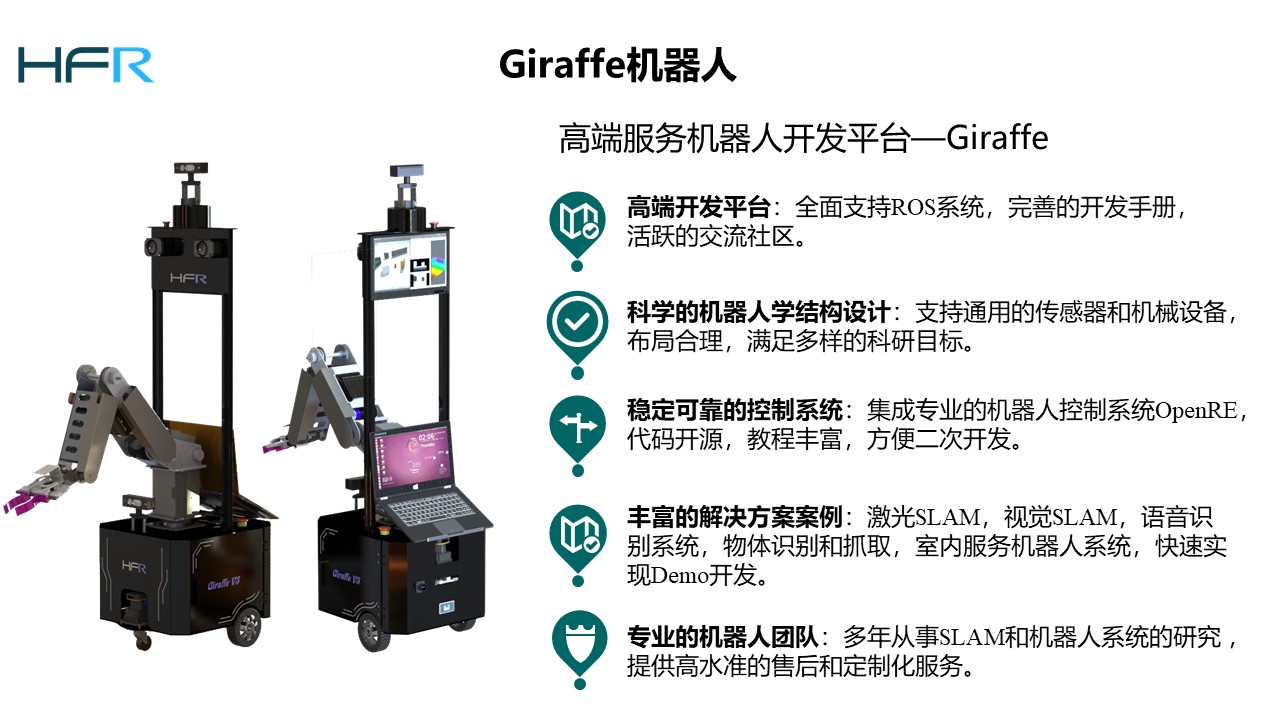 HFR
Giraffe机器人
高端服务机器人开发平台—Giraffe
高端开发平台：全面支持ROS系统，完善的开发手册，
活跃的交流社区。
科学的机器人学结构设计：支持通用的传感器和机械设备，
布局合理，满足多样的科研目标。
稳定可靠的控制系统：集成专业的机器人控制系统OpenRE，
代码开源，教程丰富，方便二次开发。
丰富的解决方案案例：激光SLAM，视觉SLAM，语音识
别系统，物体识别和抓取，室内服务机器人系统，快速实
现Demo开发。
专业的机器人团队：多年从事SLAM和机器人系统的研究，
提供高水准的售后和定制化服务。
HFR
02:06
HFR
Giraffe V3
Giraffe V3